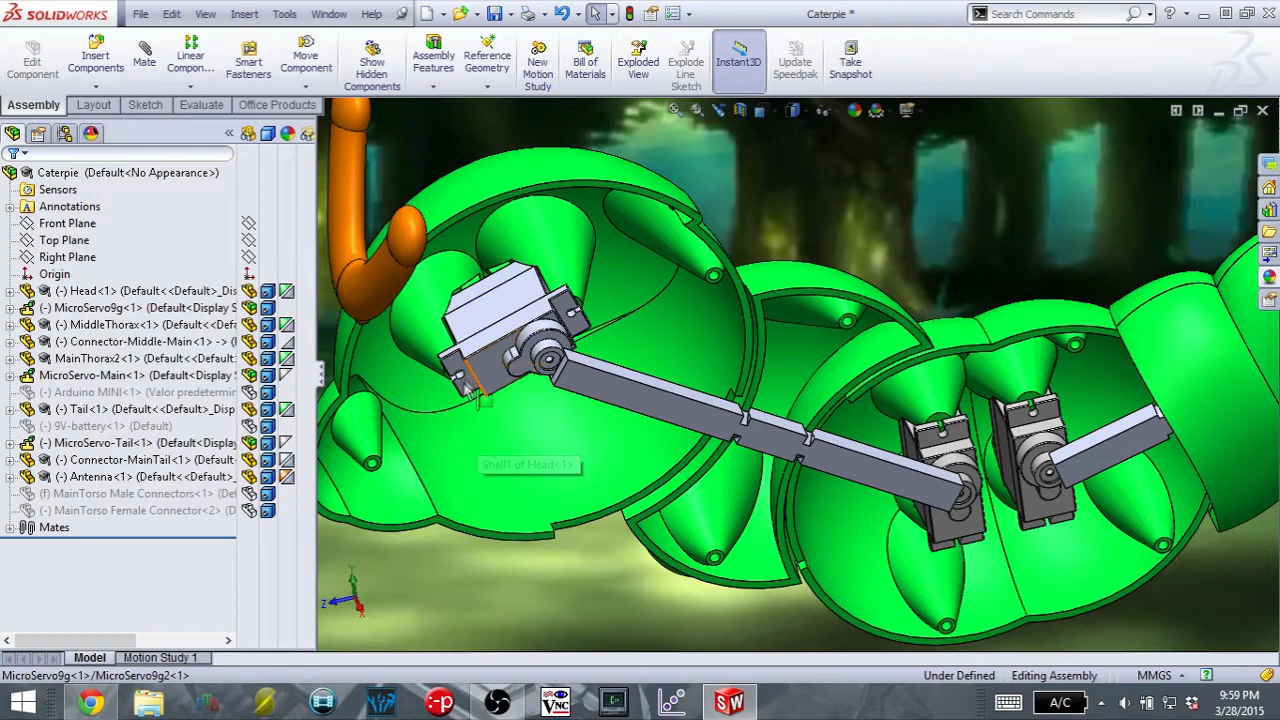 SOLIDWORKS File Edit View Insert Tools Window Help Caterpie * Search Commands
Edit Component
Insert Components
Mate
Linear Compon...
Smart Fasteners
Move Component
Show Hidden Components
Assembly Features
Reference Geometry
New Motion Study
Bill of Materials
Exploded View
Explode Line Sketch
Instant3D
Update Speedpak
Take Snapshot
Assembly Layout Sketch Evaluate Office Products
Caterpie (Default<No Appearance>)
Sensors
Annotations
Front Plane
Top Plane
Right Plane
Origin
(-) Head<1> (Default<<Default>_Disp
MicroServo9g<1> (Default<Display S
(-) MiddleThorax<1> (Default<<Defa
(-) Connector-Middle-Main<1> -> (
MainThorax2<1> (Default<<Default>
MicroServo-Main<1> (Default<Displ
(-) Arduino MINI<1> (Valor predetermin
(-) Tail<1> (Default<<Default>_Disp
(-) 9V-battery<1> (Default)
(-) MicroServo-Tail<1> (Default<Display
(-) Connector-MainTail<1> (Default<
(-) Antenna<1> (Default<<Default>_
(f) MainTorso Male Connectors<1> (
(-) MainTorso Female Connector<2> (
Mates
Shell1 of Head<1>
Z
X
Model Motion Study 1
MicroServo9g<1>/MicroServo9g2<1> Under Defined Editing Assembly MMGS
A/C
9:59 PM
3/28/2015